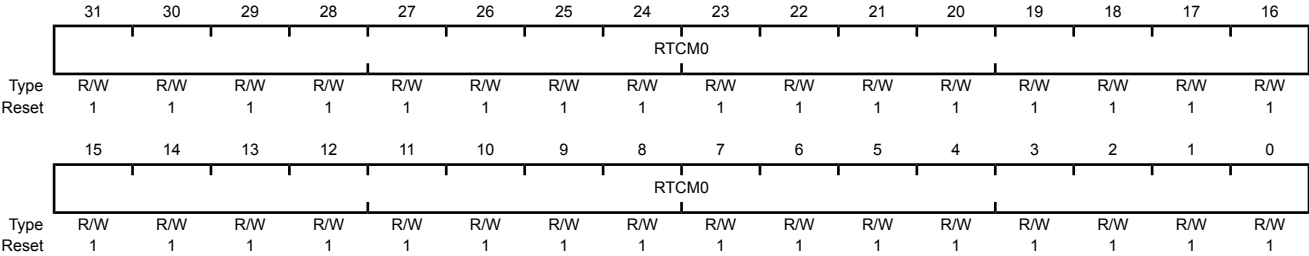 31 30 29 28 27 26 25 24 23 22 21 20 19 18 17 16
RTCM0
Type R/W R/W R/W R/W R/W R/W R/W R/W R/W R/W R/W R/W R/W R/W R/W R/W
Reset 1 1 1 1 1 1 1 1 1 1 1 1 1 1 1 1
15 14 13 12 11 10 9 8 7 6 5 4 3 2 1 0
RTCM0
Type R/W R/W R/W R/W R/W R/W R/W R/W R/W R/W R/W R/W R/W R/W R/W R/W
Reset 1 1 1 1 1 1 1 1 1 1 1 1 1 1 1 1